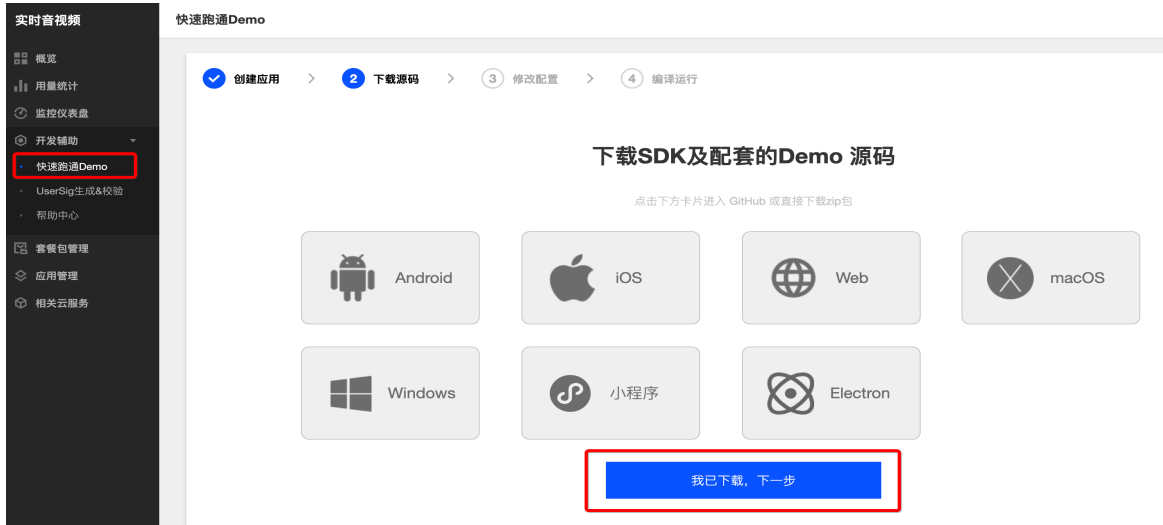 实时音视频
概览
用量统计
监控仪表盘
开发辅助
快速跑通Demo
UserSig生成&校验
帮助中心
套餐包管理
应用管理
相关云服务
快速跑通Demo
创建应用 > 2 下载源码 > 3 修改配置 > 4 编译运行
下载SDK及配套的Demo 源码
点击下方卡片进入 GitHub 或直接下载zip包
Android iOS Web macOS
Windows 小程序 Electron
我已下载，下一步